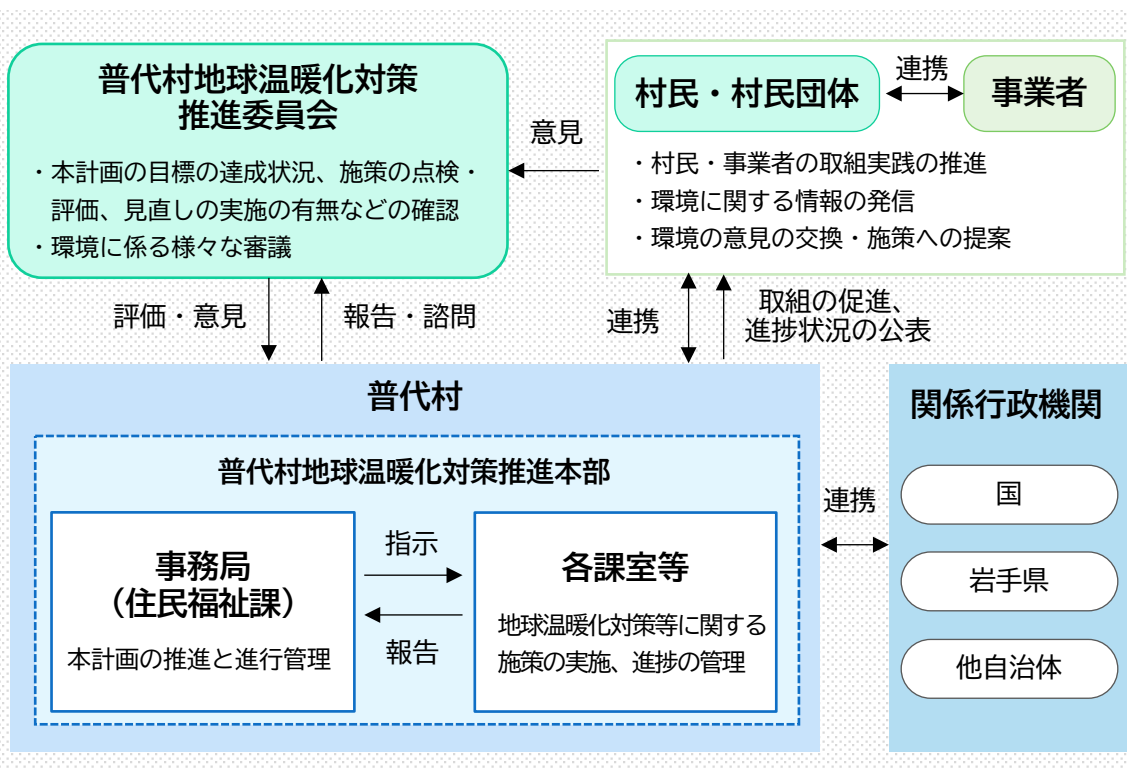 普代村地球温暖化対策
推進委員会
・本計画の目標の達成状況、施策の点検・
評価、見直しの実施の有無などの確認
・環境に係る様々な審議
意見
村民・村民団体
連携
事業者
・村民・事業者の取組実践の推進
・環境に関する情報の発信
・環境の意見の交換・施策への提案
評価・意見
報告・諮問
連携
取組の促進、
進捗状況の公表
普代村
普代村地球温暖化対策推進本部
事務局
（住民福祉課）
本計画の推進と進行管理
指示
報告
各課室等
地球温暖化対策等に関する
施策の実施、進捗の管理
連携
関係行政機関
国
岩手県
他自治体